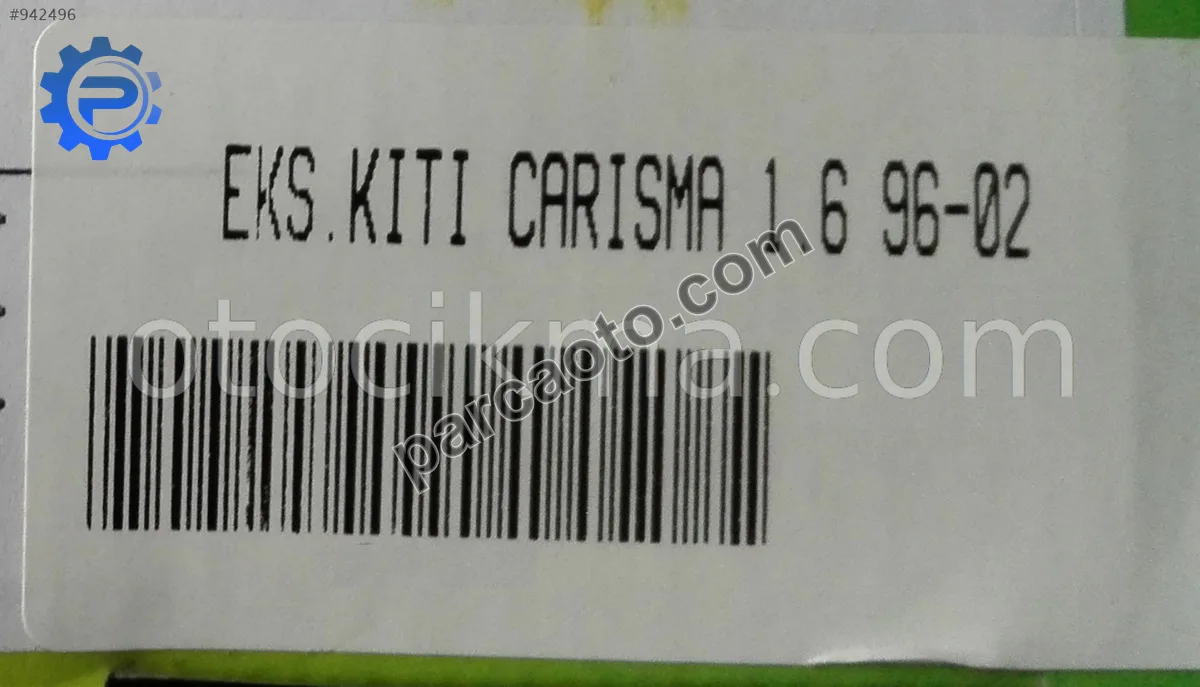 #942496
EKS.KITI CARISMA 1.6 96-02
otocikma.com
parcaoto.com